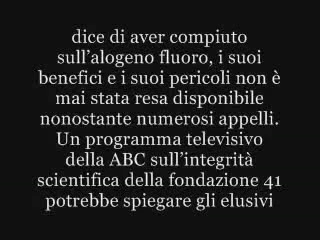 dice di aver compiuto
sull’alogeno fluoro, i suoi
benefici e i suoi pericoli non è
mai stata resa disponibile
nonostante numerosi appelli.
Un programma televisivo
della ABC sull’integrità
scientifica della fondazione 41
potrebbe spiegare gli elusivi